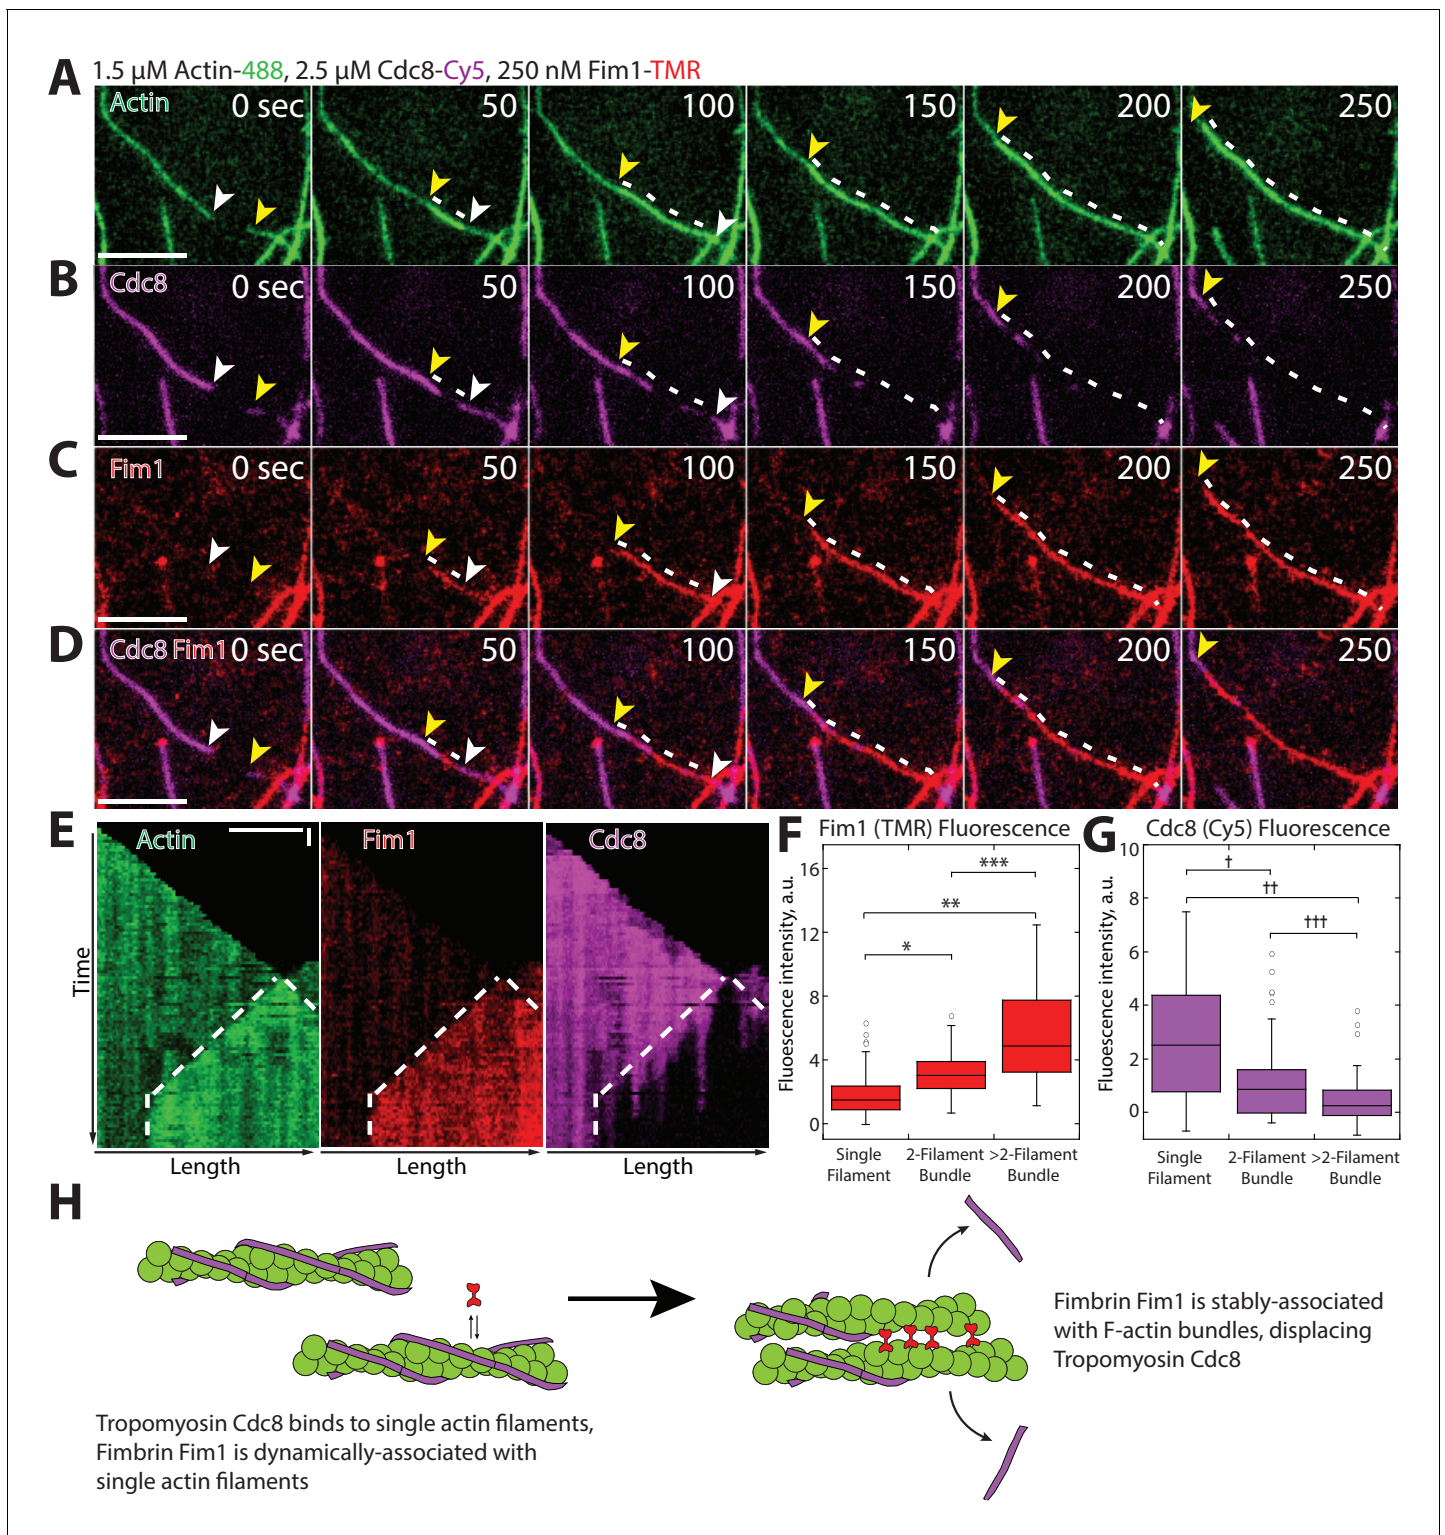 A
1.5 μM Actin-488, 2.5 μM Cdc8-Cy5, 250 nM Fim1-TMR
Actin 0 sec 50 100 150 200 250
B
Cdc8 0 sec 50 100 150 200 250
C
Fim1 0 sec 50 100 150 200 250
D
Cdc8 Fim1 0 sec 50 100 150 200 250
E
Actin Fim1 Cdc8
Time
Length Length Length
F
Fim1 (TMR) Fluorescence
Fluoescence intensity, a.u.
16
12
8
4
0
*
**
***
Single Filament
2-Filament Bundle
>2-Filament Bundle
G
Cdc8 (Cy5) Fluorescence
Fluorescence intensity, a.u.
10
8
6
4
2
0
†
††
†††
Single Filament
2-Filament Bundle
>2-Filament Bundle
H
Tropomyosin Cdc8 binds to single actin filaments,
Fimbrin Fim1 is dynamically-associated with
single actin filaments
Fimbrin Fim1 is stably-associated
with F-actin bundles, displacing
Tropomyosin Cdc8